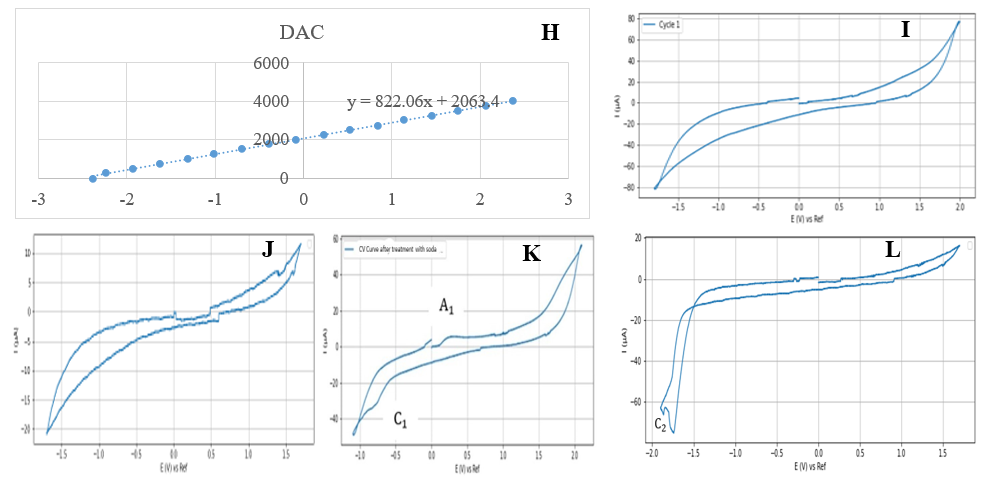 DAC
H
6000
4000
2000
0
y = 822.06x + 2063.4
-3 -2 -1 0 1 2 3
I
Cycle 1
I (μA)
80
60
40
20
0
−20
−40
−60
−80
−1.5 −1.0 −0.5 0.0 0.5 1.0 1.5 2.0
E (V) vs Ref
J
I (μA)
10
5
0
−5
−10
−15
−20
−1.5 −1.0 −0.5 0.0 0.5 1.0 1.5
E (V) vs Ref
K
CV Curve after treatment with soda
A1
C1
I (μA)
60
40
20
0
−20
−40
−1.0 −0.5 0.0 0.5 1.0 1.5 2.0
E (V) vs Ref
L
C2
I (μA)
20
0
−20
−40
−60
−2.0 −1.5 −1.0 −0.5 0.0 0.5 1.0 1.5
E (V) vs Ref